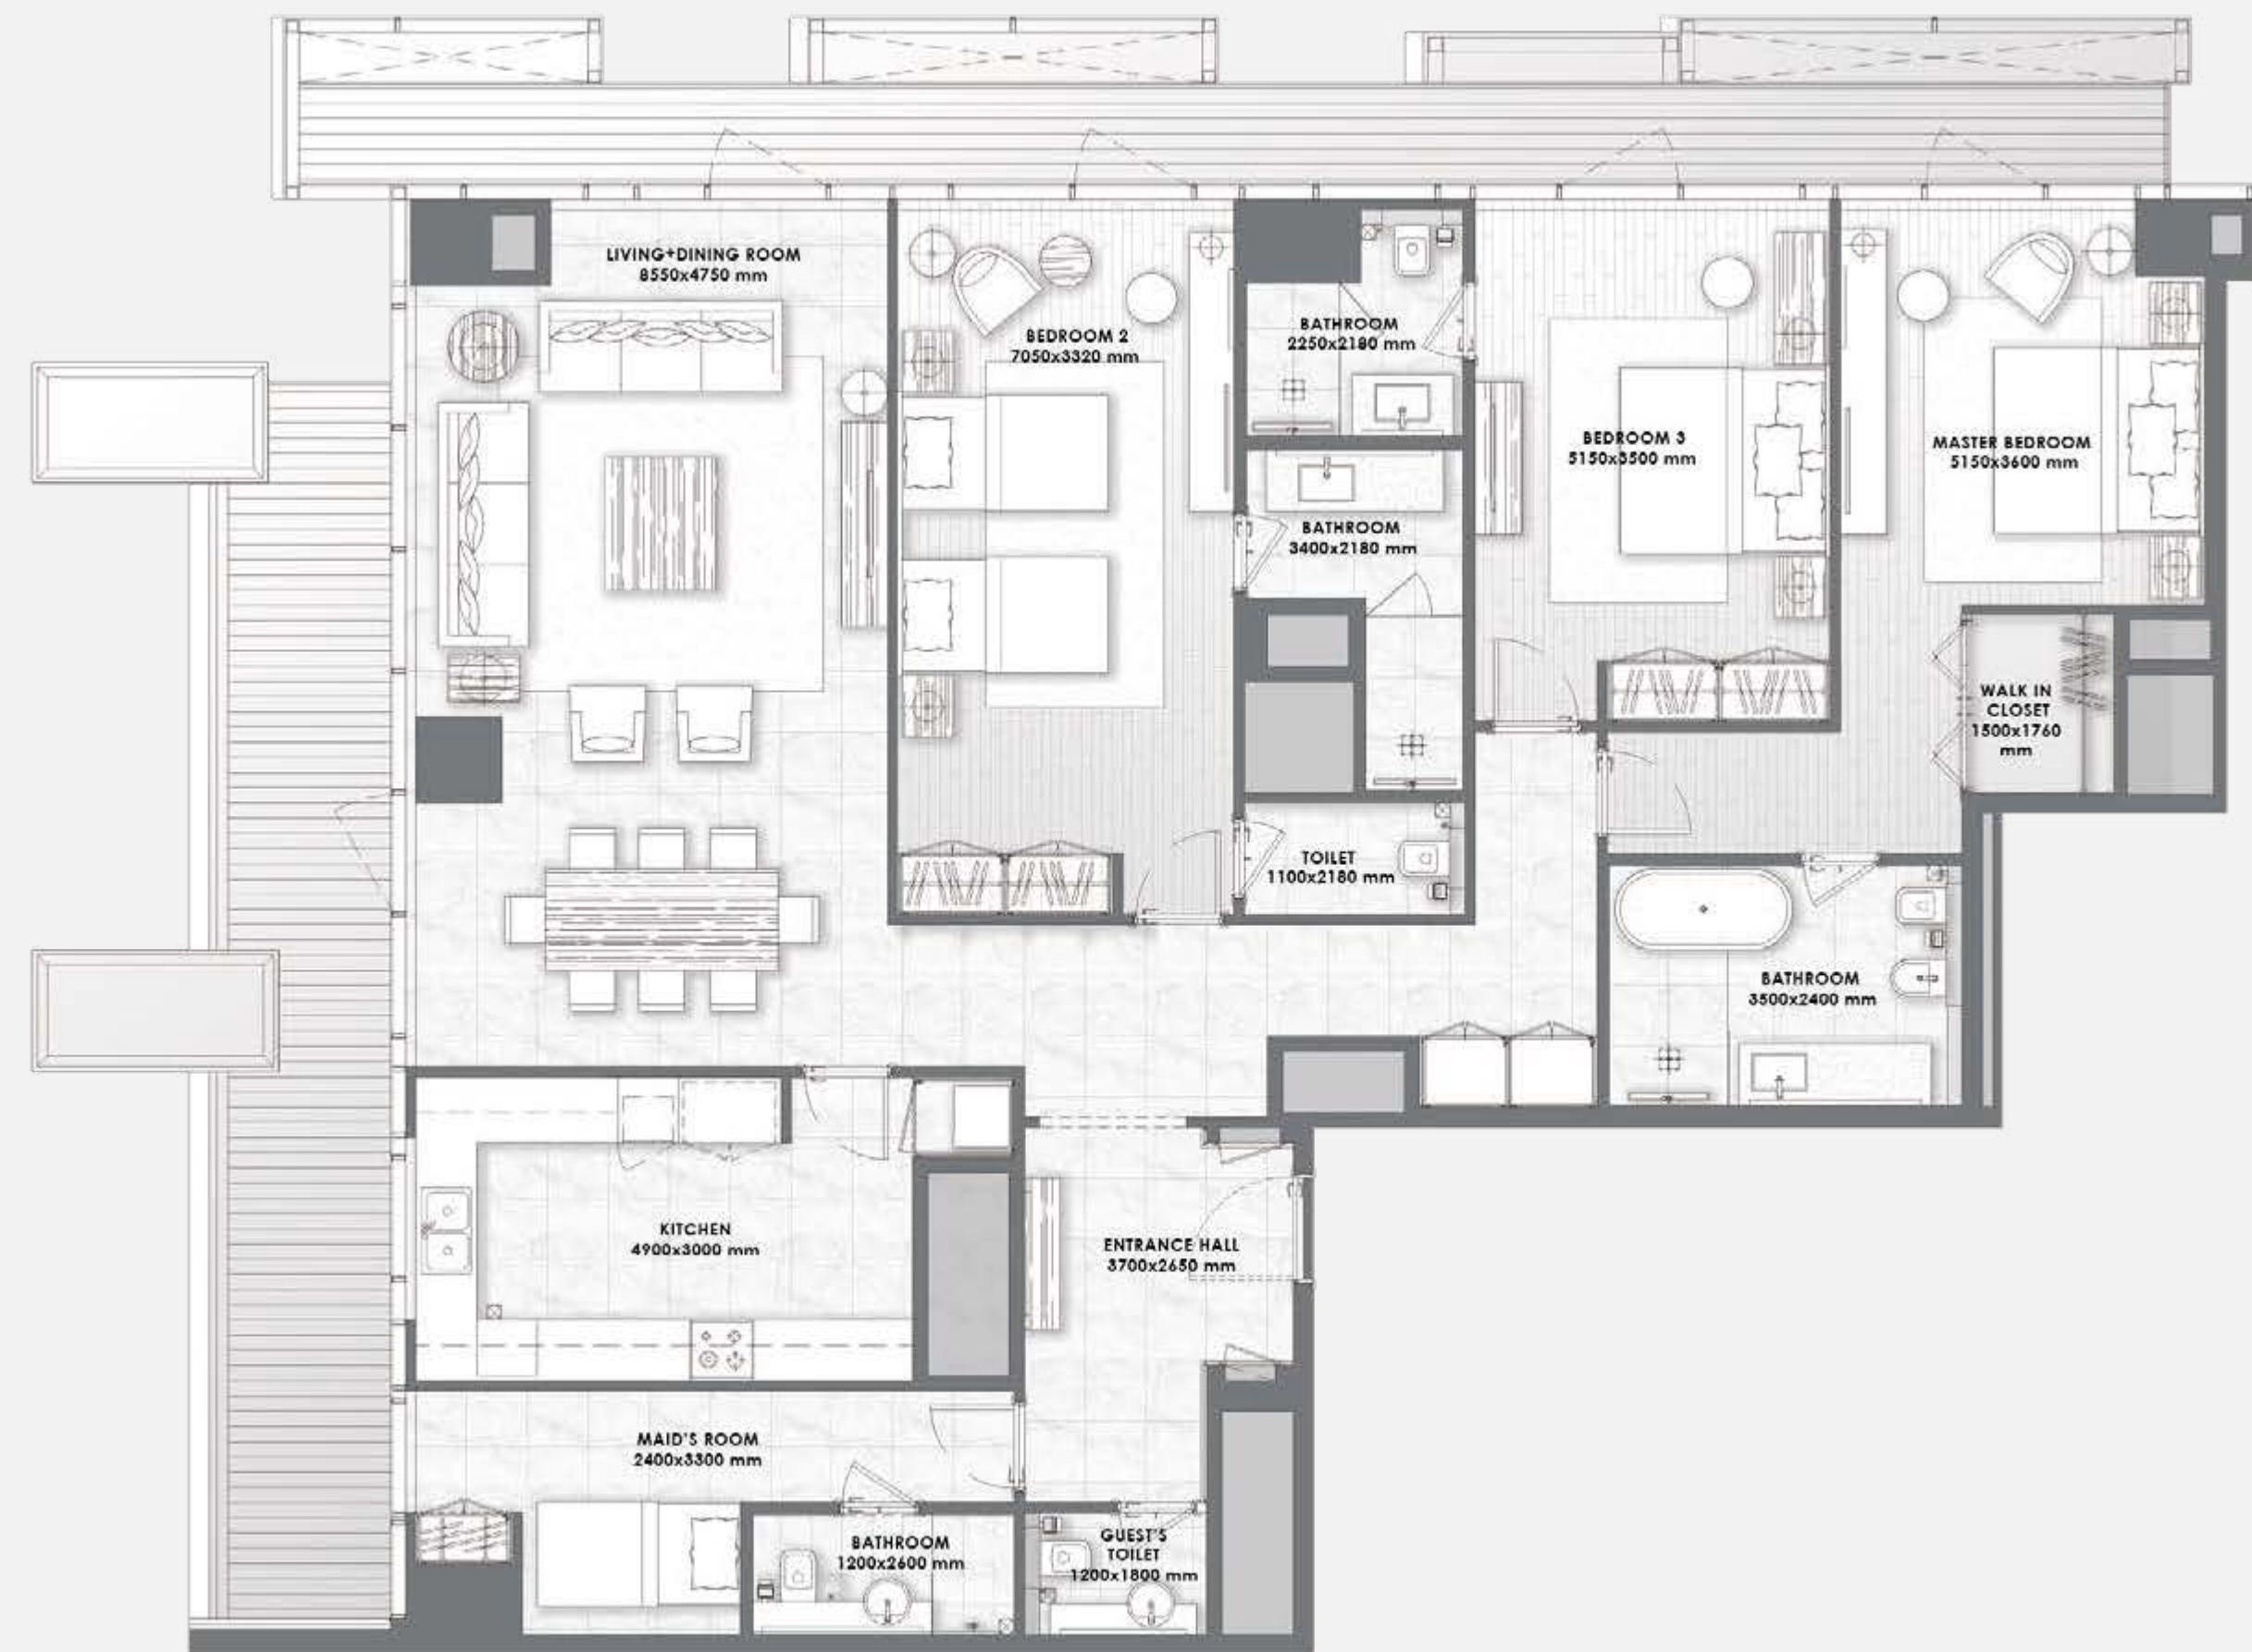 LIVING+DINING ROOM
8550x4750 mm
BEDROOM 2
7050x3320 mm
BATHROOM
2250x2180 mm
BEDROOM 3
5150x3500 mm
MASTER BEDROOM
5150x3600 mm
BATHROOM
3400x2180 mm
WALK IN
CLOSET
1500x1760
mm
TOILET
1100x2180 mm
BATHROOM
3500x2400 mm
KITCHEN
4900x3000 mm
ENTRANCE HALL
3700x2650 mm
MAID'S ROOM
2400x3300 mm
BATHROOM
1200x2600 mm
GUEST'S
TOILET
1200x1800 mm